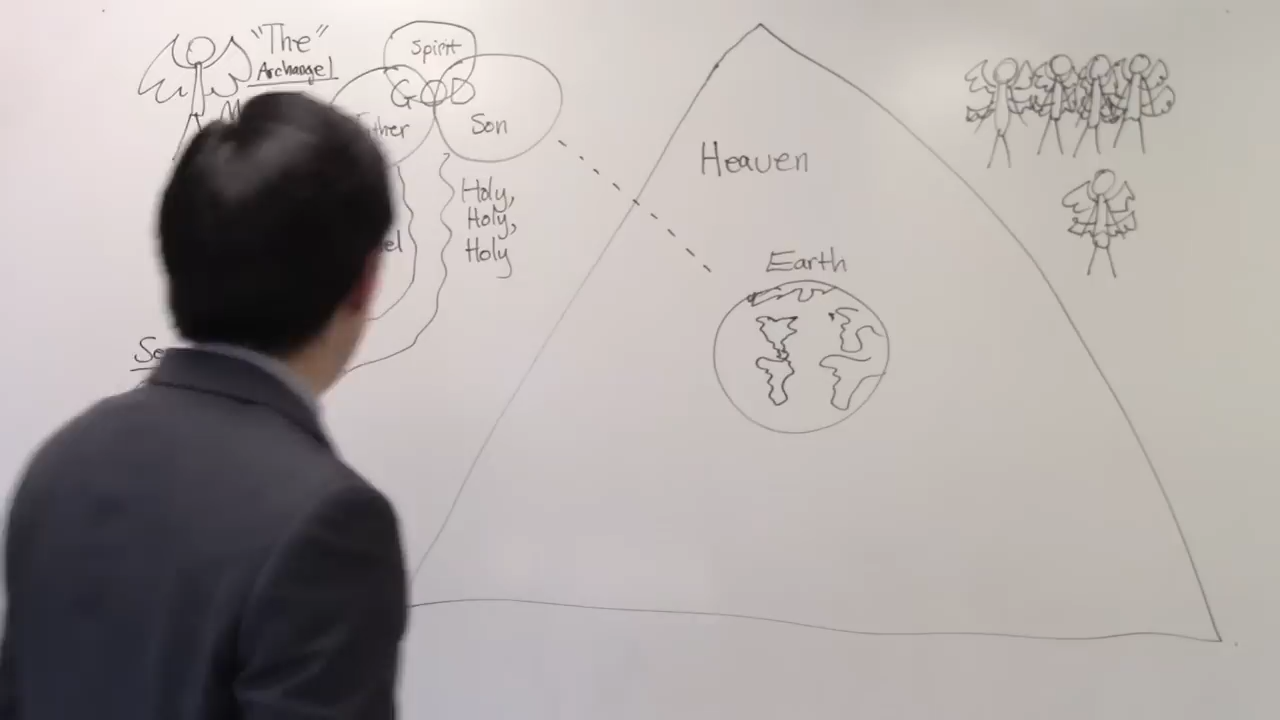 "The"
Archangel
Spirit
GOD
Son
Holy,
Holy,
Holy
Heaven
Earth